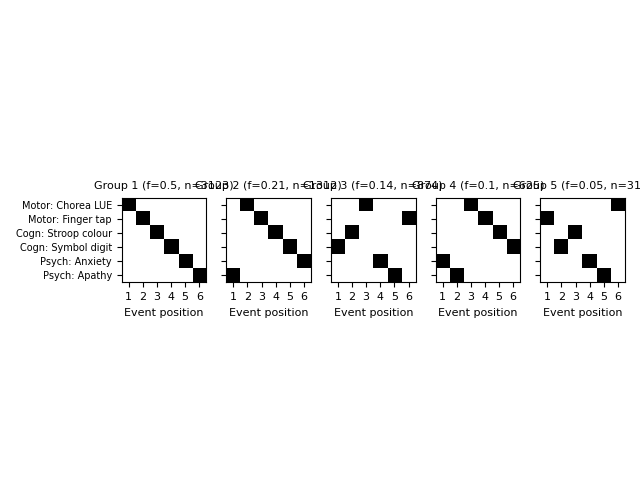 Group 1 (f=0.5, n=3123)
Group 2 (f=0.21, n=1312)
Group 3 (f=0.14, n=874)
Group 4 (f=0.1, n=625)
Group 5 (f=0.05, n=31
Motor: Chorea LUE
Motor: Finger tap
Cogn: Stroop colour
Cogn: Symbol digit
Psych: Anxiety
Psych: Apathy
1 2 3 4 5 6
1 2 3 4 5 6
1 2 3 4 5 6
1 2 3 4 5 6
1 2 3 4 5 6
Event position
Event position
Event position
Event position
Event position